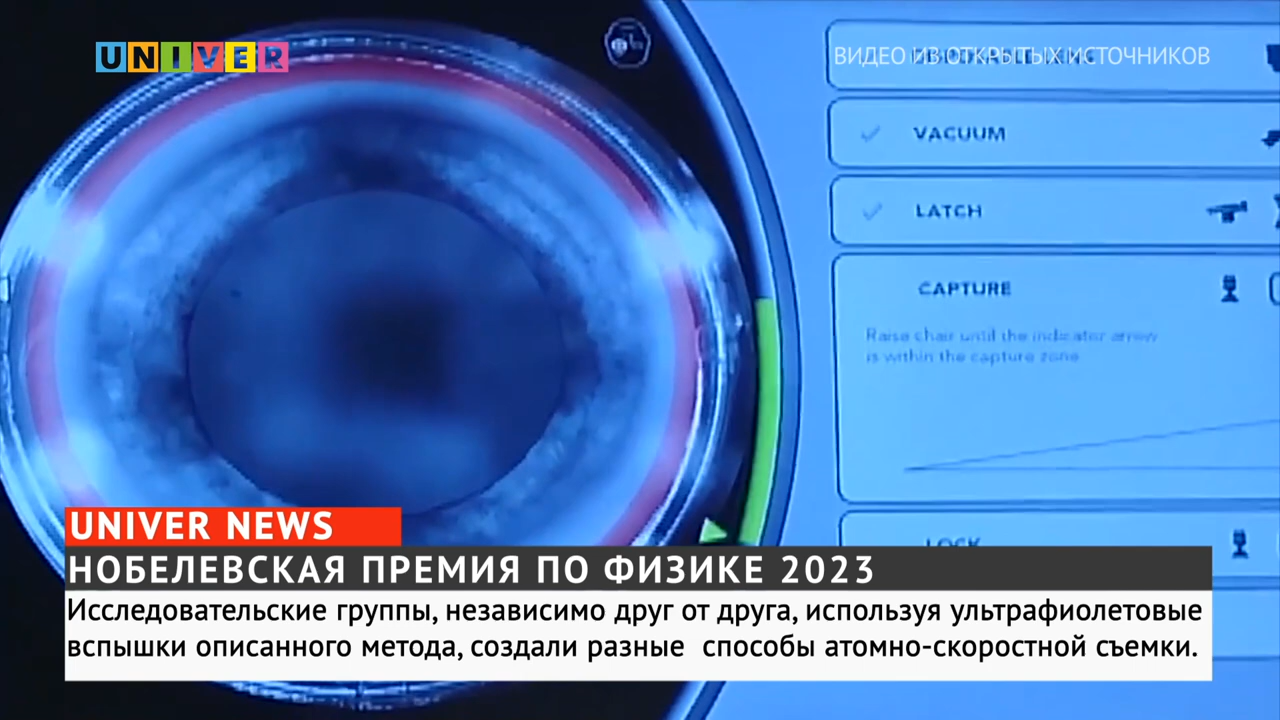 UNIVER
ВИДЕО ИЗ ОТКРЫТЫХ ИСТОЧНИКОВ
VACUUM
LATCH
CAPTURE
Raise chair until the indicator arrow
is within the capture zone
LOCK
UNIVER NEWS
НОБЕЛЕВСКАЯ ПРЕМИЯ ПО ФИЗИКЕ 2023
Исследовательские группы, независимо друг от друга, используя ультрафиолетовые
вспышки описанного метода, создали разные способы атомно-скоростной съемки.